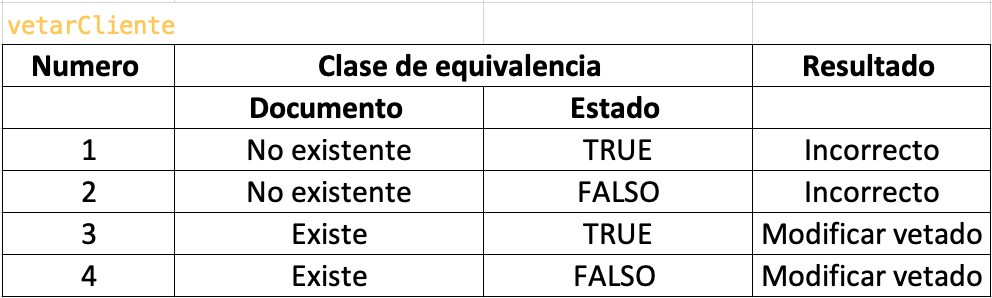 vetarCliente
Numero Clase de equivalencia Resultado
Documento Estado
1 No existente TRUE Incorrecto
2 No existente FALSO Incorrecto
3 Existe TRUE Modificar vetado
4 Existe FALSO Modificar vetado